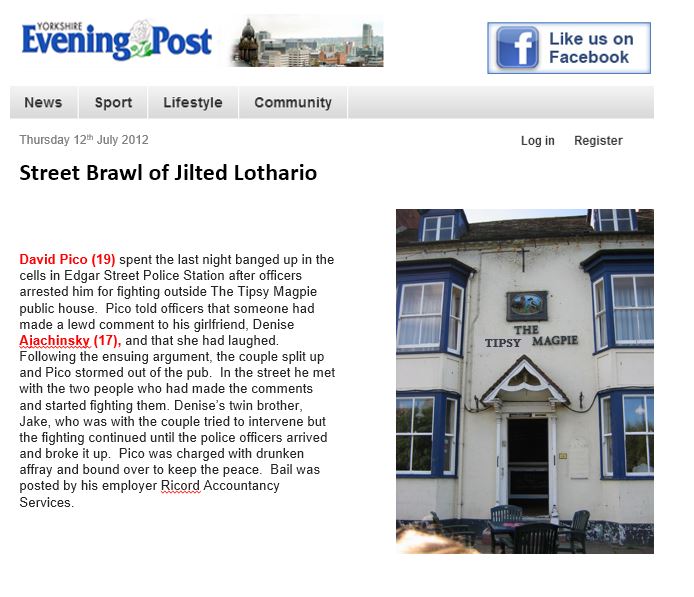 YORKSHIRE
Evening Post
Like us on
Facebook
News Sport Lifestyle Community
Thursday 12th July 2012
Log in Register
Street Brawl of Jilted Lothario
David Pico (19) spent the last night banged up in the
cells in Edgar Street Police Station after officers
arrested him for fighting outside The Tipsy Magpie
public house. Pico told officers that someone had
made a lewd comment to his girlfriend, Denise
Ajachinsky (17), and that she had laughed.
Following the ensuing argument, the couple split up
and Pico stormed out of the pub. In the street he met
with the two people who had made the comments
and started fighting them. Denise's twin brother,
Jake, who was with the couple tried to intervene but
the fighting continued until the police officers arrived
and broke it up. Pico was charged with drunken
affray and bound over to keep the peace. Bail was
posted by his employer Ricord Accountancy
Services.
THE
TIPSY MAGPIE